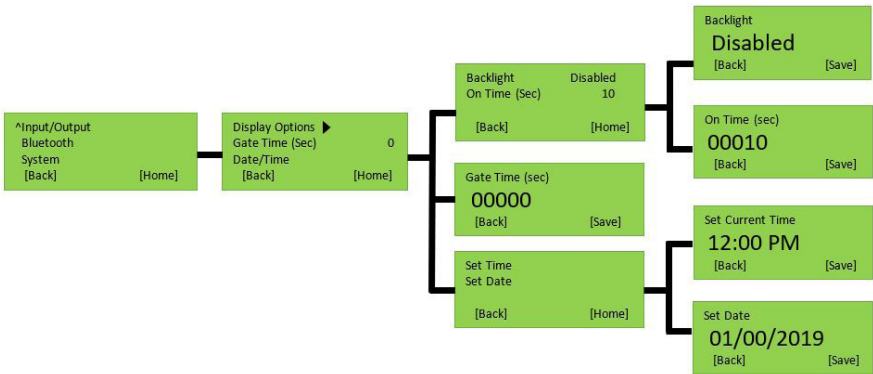 ^Input/Output
Bluetooth
System
[Back] [Home]
Display Options ▶
Gate Time (Sec) 0
Date/Time
[Back] [Home]
Backlight Disabled
On Time (Sec) 10
[Back] [Home]
Gate Time (sec)
00000
[Back] [Save]
Set Time
Set Date
[Back] [Home]
Backlight
Disabled
[Back] [Save]
On Time (sec)
00010
[Back] [Save]
Set Current Time
12:00 PM
[Back] [Save]
Set Date
01/00/2019
[Back] [Save]